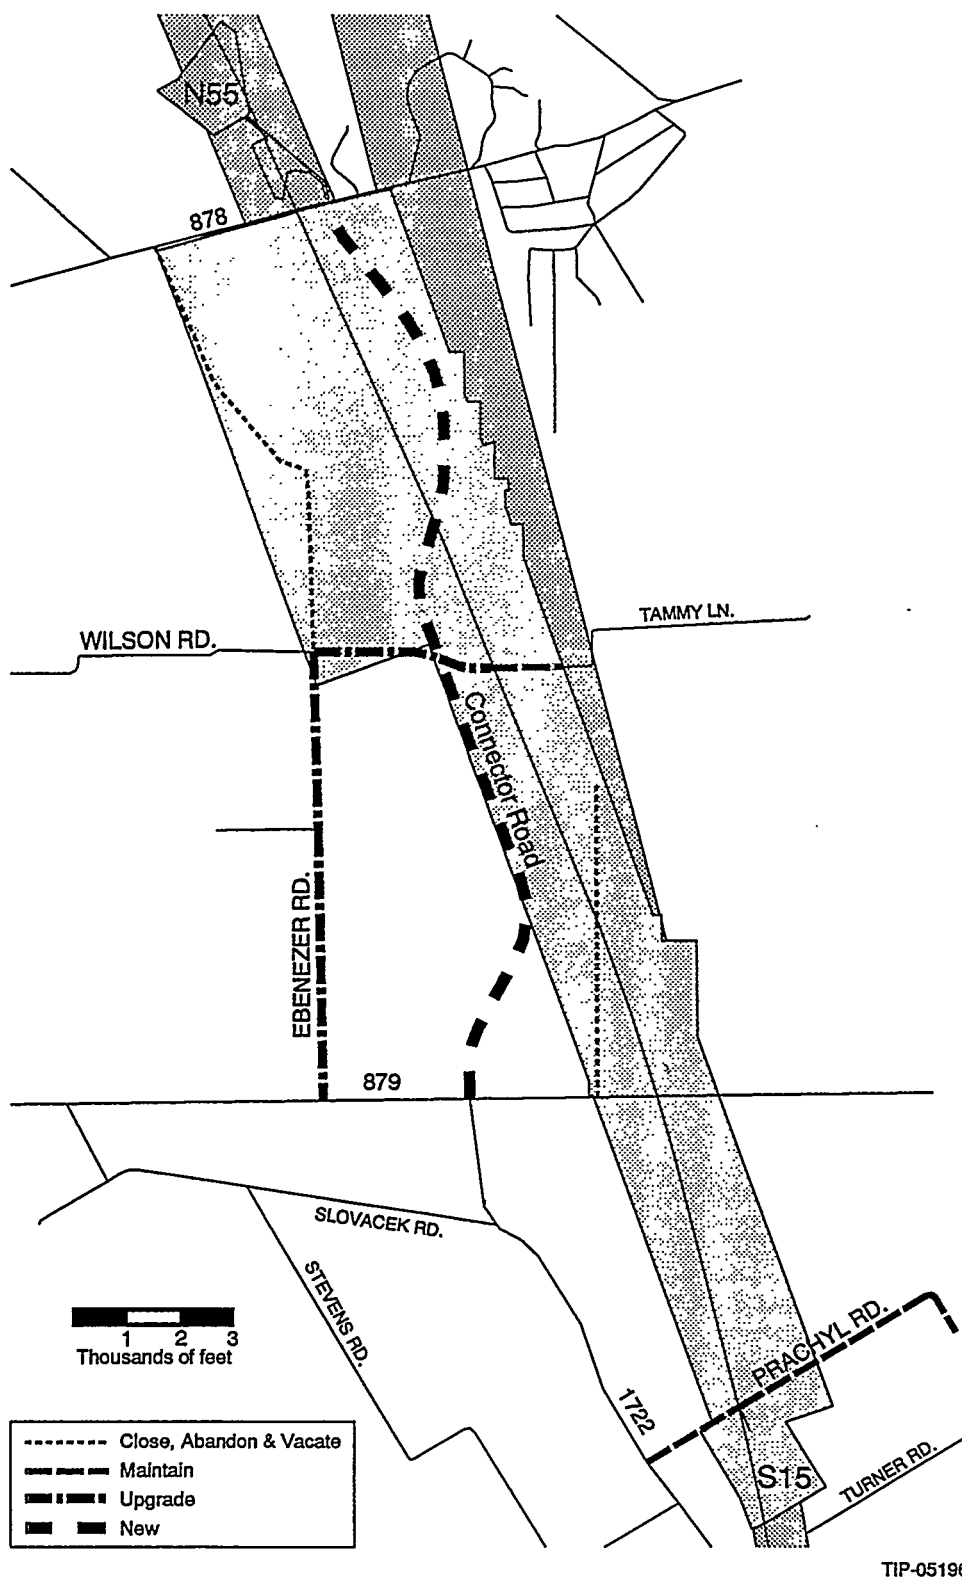 N55
878
TAMMY LN.
WILSON RD.
Connector Road
EBENEZER RD.
879
SLOVACEK RD.
STEVENS RD.
PRACHYL RD.
1722
S15
TURNER RD.
1 2 3
Thousands of feet
Close, Abandon & Vacate
Maintain
Upgrade
New
TIP-05196